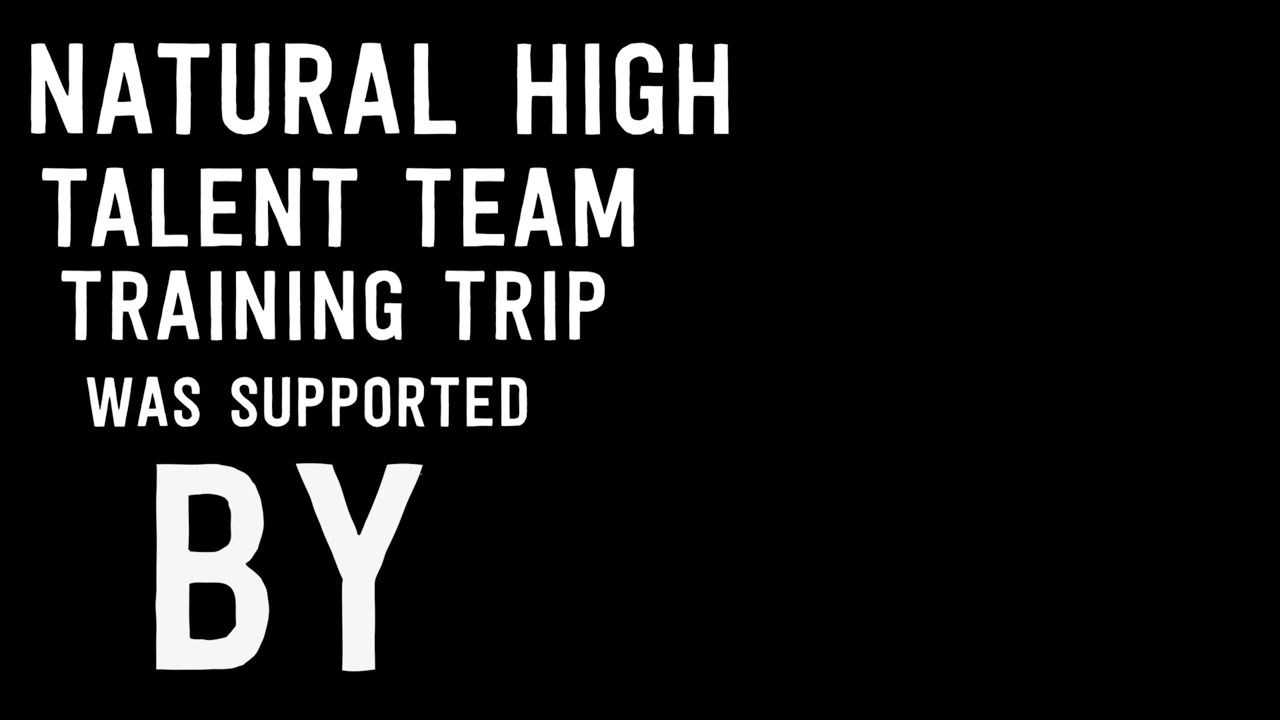 NATURAL HIGH
TALENT TEAM
TRAINING TRIP
WAS SUPPORTED
BY